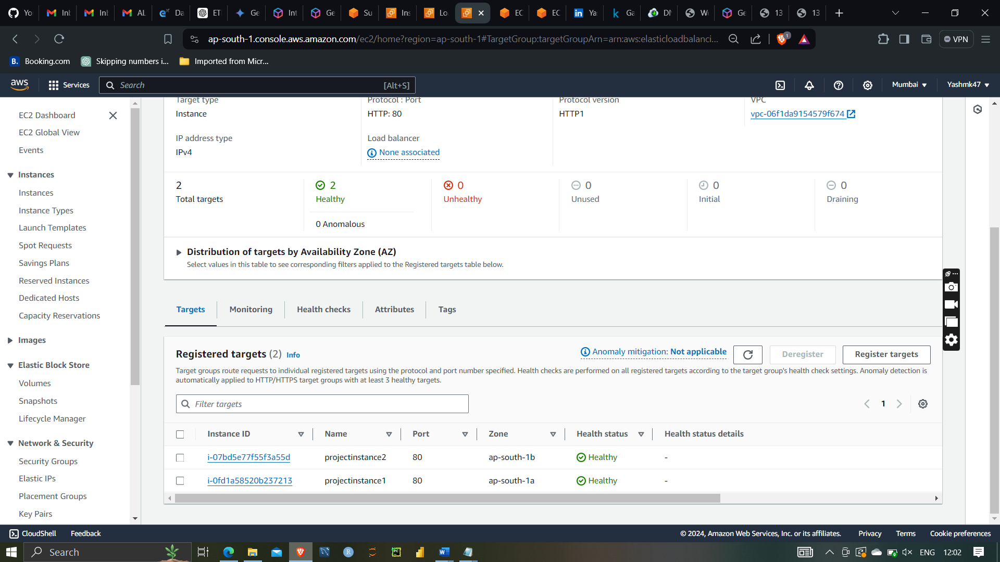 Yo
Inb
Inb
AL
Da
ETI
Ge
Int
Ge
Su
Ins
Lo
EC
EC
Ya
Ga
DN
W
Ge
13
13
ap-south-1.console.aws.amazon.com/ec2/home?region=ap-south-1#TargetGroup:targetGroupArn=arn:aws:elasticloadbalanci...
1
VPN
B. Booking.com
Skipping numbers i...
Imported from Micr...
aws
Services
Search [Alt+S]
Mumbai
Yashmk47
EC2 Dashboard
EC2 Global View
Events
Instances
Instances
Instance Types
Launch Templates
Spot Requests
Savings Plans
Reserved Instances
Dedicated Hosts
Capacity Reservations
Images
Elastic Block Store
Volumes
Snapshots
Lifecycle Manager
Network & Security
Security Groups
Elastic IPs
Placement Groups
Key Pairs
Target type
Instance
Protocol : Port
HTTP: 80
Protocol version
HTTP1
VPC
vpc-06f1da9154579f674
IP address type
IPv4
Load balancer
None associated
2
Total targets
2
Healthy
0 Anomalous
0
Unhealthy
0
Unused
0
Initial
0
Draining
Distribution of targets by Availability Zone (AZ)
Select values in this table to see corresponding filters applied to the Registered targets table below.
Targets
Monitoring
Health checks
Attributes
Tags
Registered targets (2) Info
Anomaly mitigation: Not applicable
Deregister
Register targets
Target groups route requests to individual registered targets using the protocol and port number specified. Health checks are performed on all registered targets according to the target group's health check settings. Anomaly detection is
automatically applied to HTTP/HTTPS target groups with at least 3 healthy targets.
Filter targets
1
Instance ID Name Port Zone Health status Health status details
i-07bd5e77f55f3a55d projectinstance2 80 ap-south-1b Healthy -
i-0fd1a58520b237213 projectinstance1 80 ap-south-1a Healthy -
CloudShell
Feedback
© 2024, Amazon Web Services, Inc. or its affiliates.
Privacy
Terms
Cookie preferences
Search
ENG
12:02